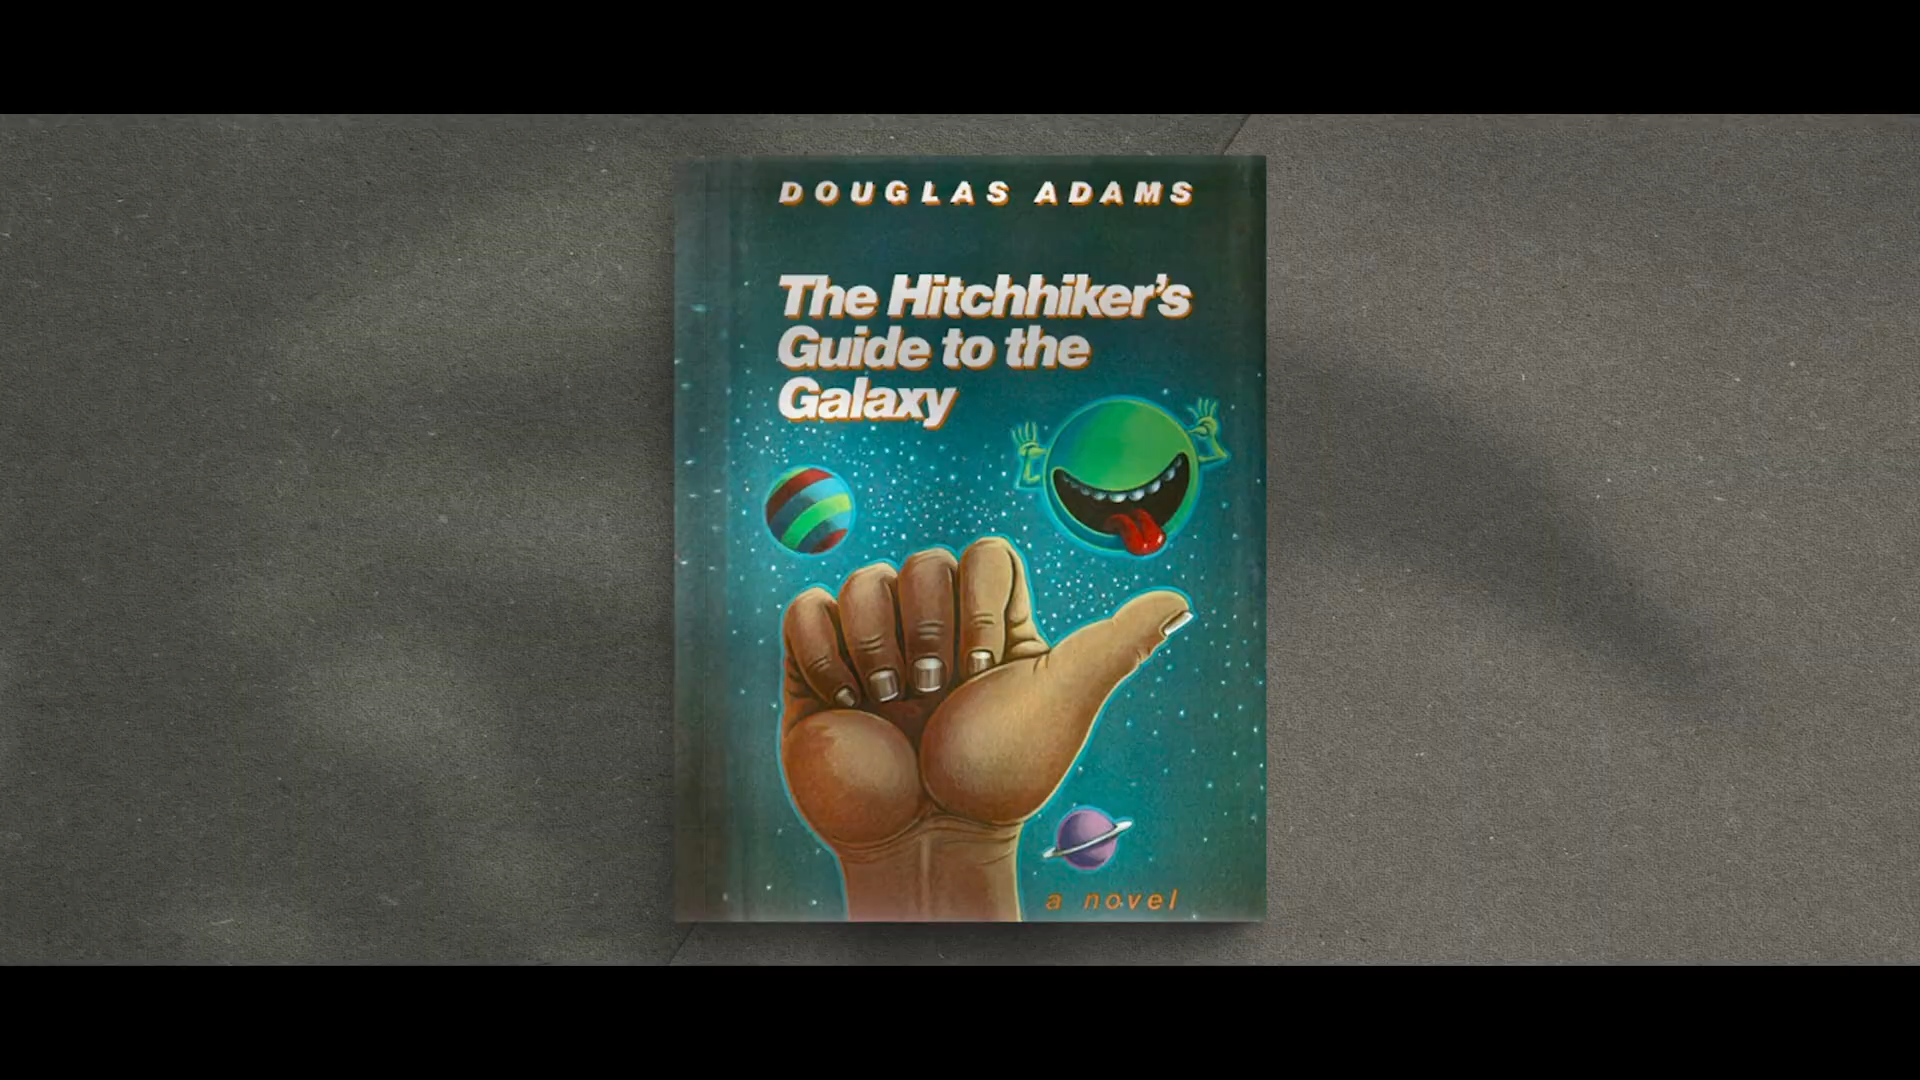 DOUGLAS ADAMS
The Hitchhiker's
Guide to the
Galaxy
a novel